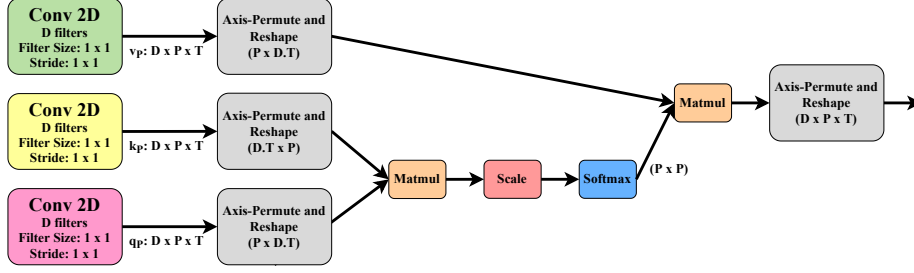 Conv 2D
D filters
Filter Size: 1 x 1
Stride: 1 x 1
vP: D x P x T
Axis-Permute and
Reshape
(P x D.T)
Conv 2D
D filters
Filter Size: 1 x 1
Stride: 1 x 1
kP: D x P x T
Axis-Permute and
Reshape
(D.T x P)
Conv 2D
D filters
Filter Size: 1 x 1
Stride: 1 x 1
qP: D x P x T
Axis-Permute and
Reshape
(P x D.T)
Matmul
Scale
Softmax
(P x P)
Matmul
Axis-Permute and
Reshape
(D x P x T)